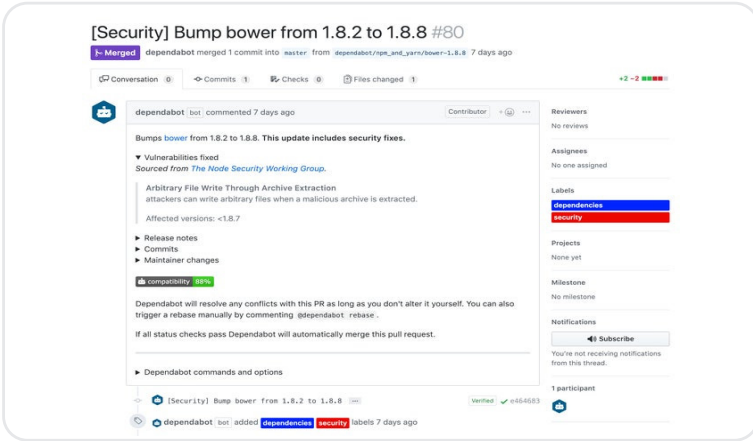 [Security] Bump bower from 1.8.2 to 1.8.8 #80
Merged dependabot merged 1 commit into master from dependabot/npm_and_yarn/bower-1.8.8 7 days ago
Conversation 0 Commits 1 Checks 0 Files changed 1 +2 −2
dependabot bot commented 7 days ago Contributor
Bumps bower from 1.8.2 to 1.8.8. This update includes security fixes.
Vulnerabilities fixed
Sourced from The Node Security Working Group.
Arbitrary File Write Through Archive Extraction
attackers can write arbitrary files when a malicious archive is extracted.
Affected versions: <1.8.7
Release notes
Commits
Maintainer changes
compatibility 88%
Dependabot will resolve any conflicts with this PR as long as you don't alter it yourself. You can also
trigger a rebase manually by commenting @dependabot rebase.
If all status checks pass Dependabot will automatically merge this pull request.
Dependabot commands and options
[Security] Bump bower from 1.8.2 to 1.8.8 ... Verified e464683
dependabot bot added dependencies security labels 7 days ago
Reviewers
No reviews
Assignees
No one assigned
Labels
dependencies
security
Projects
None yet
Milestone
No milestone
Notifications
Subscribe
You're not receiving notifications
from this thread.
1 participant